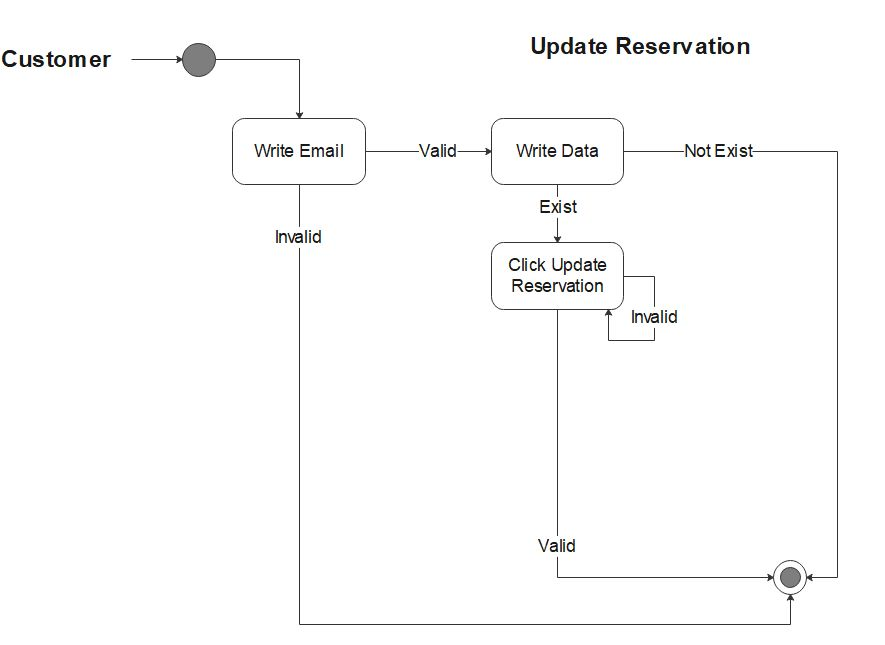 Update Reservation
Customer
Write Email
Valid
Write Data
Not Exist
Exist
Invalid
Click Update
Reservation
Invalid
Valid